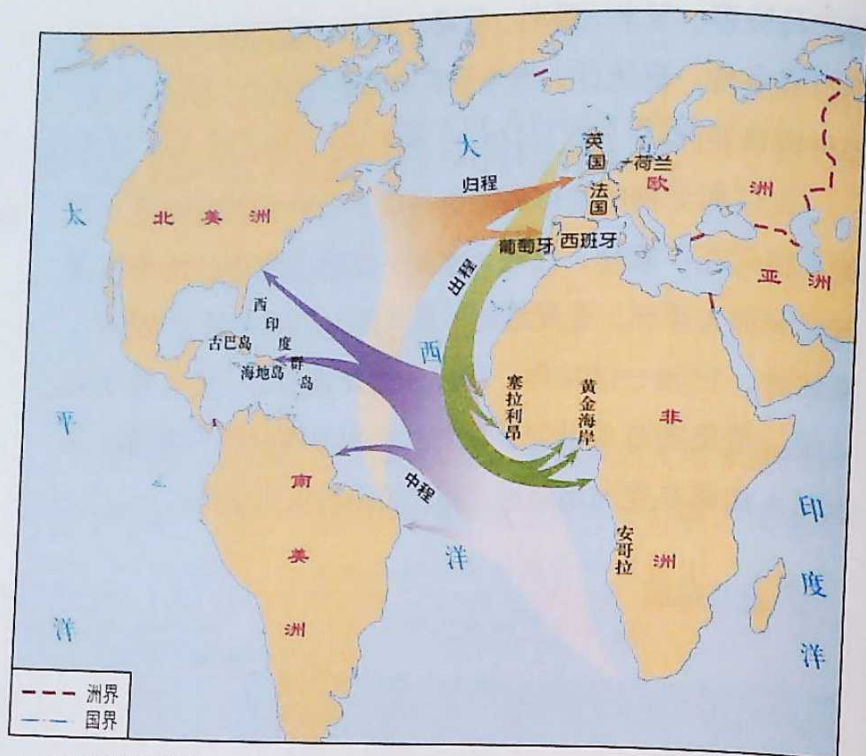 北美洲
太平洋
大西洋
归程
英国
荷兰
法国
欧洲
葡萄牙
西班牙
亚洲
出程
西印度群岛
古巴岛
海地岛
塞拉利昂
黄金海岸
非洲
南美洲
中程
安哥拉
印度洋
洲界
国界